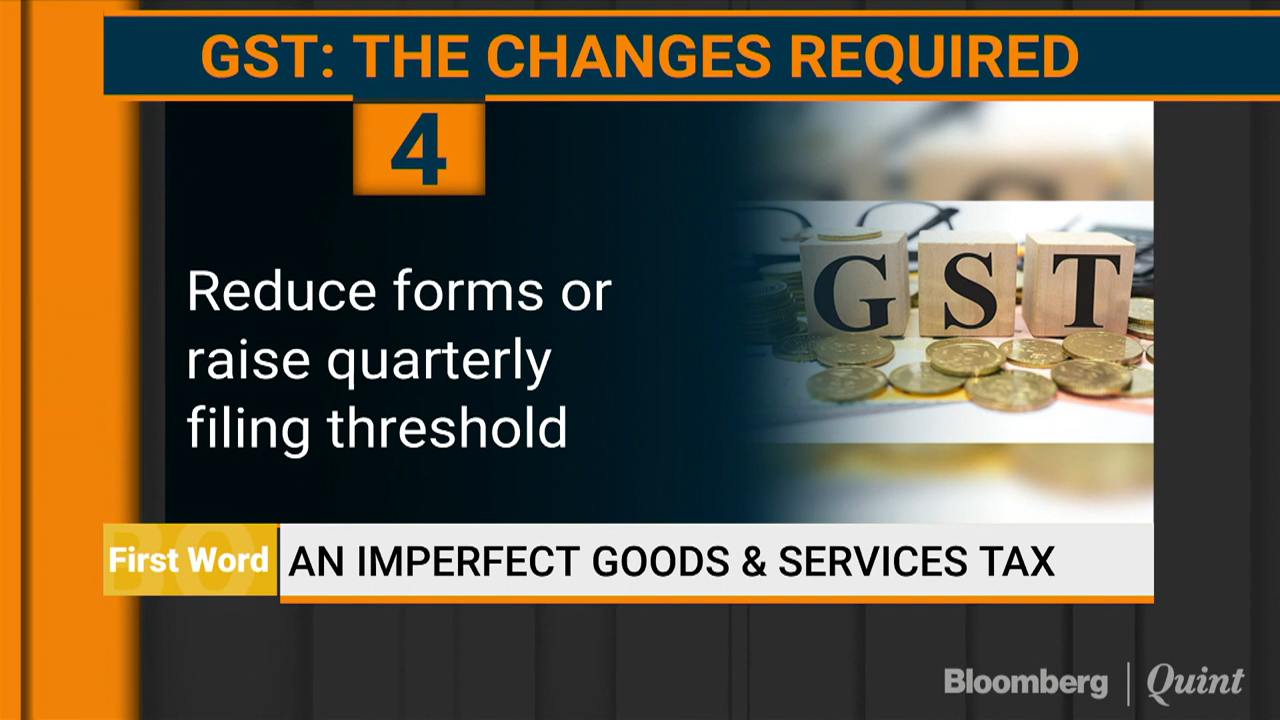 GST: THE CHANGES REQUIRED
4
Reduce forms or
raise quarterly
filing threshold
G S T
First Word
AN IMPERFECT GOODS & SERVICES TAX
Bloomberg | Quint